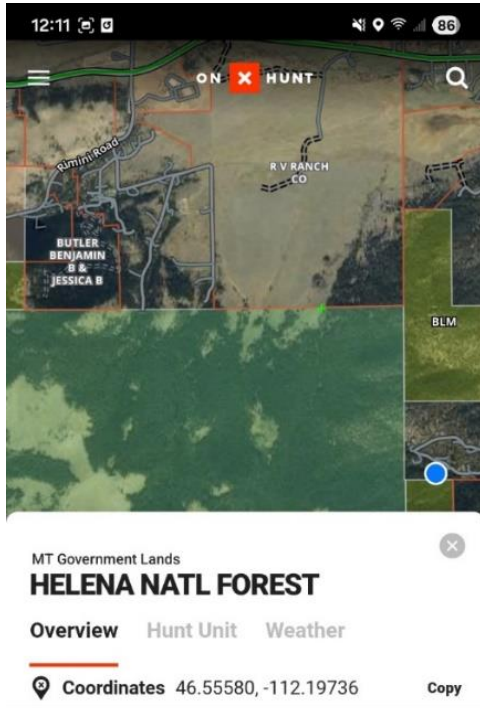 12:11
86
ON X HUNT
Rimini Road
R V RANCH
CO
BUTLER
BENJAMIN
B &
JESSICA B
BLM
MT Government Lands
HELENA NATL FOREST
Overview Hunt Unit Weather
Coordinates 46.55580, -112.19736 Copy